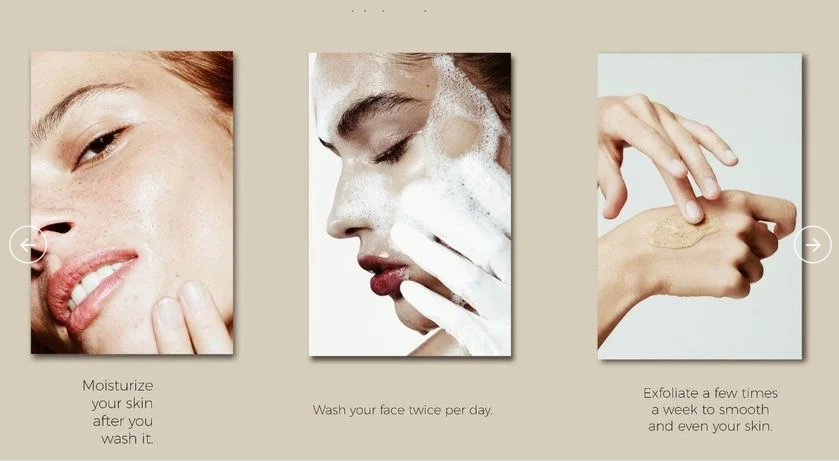 Moisturize
your skin
after you
wash it.
Wash your face twice per day.
Exfoliate a few times
a week to smooth
and even your skin.